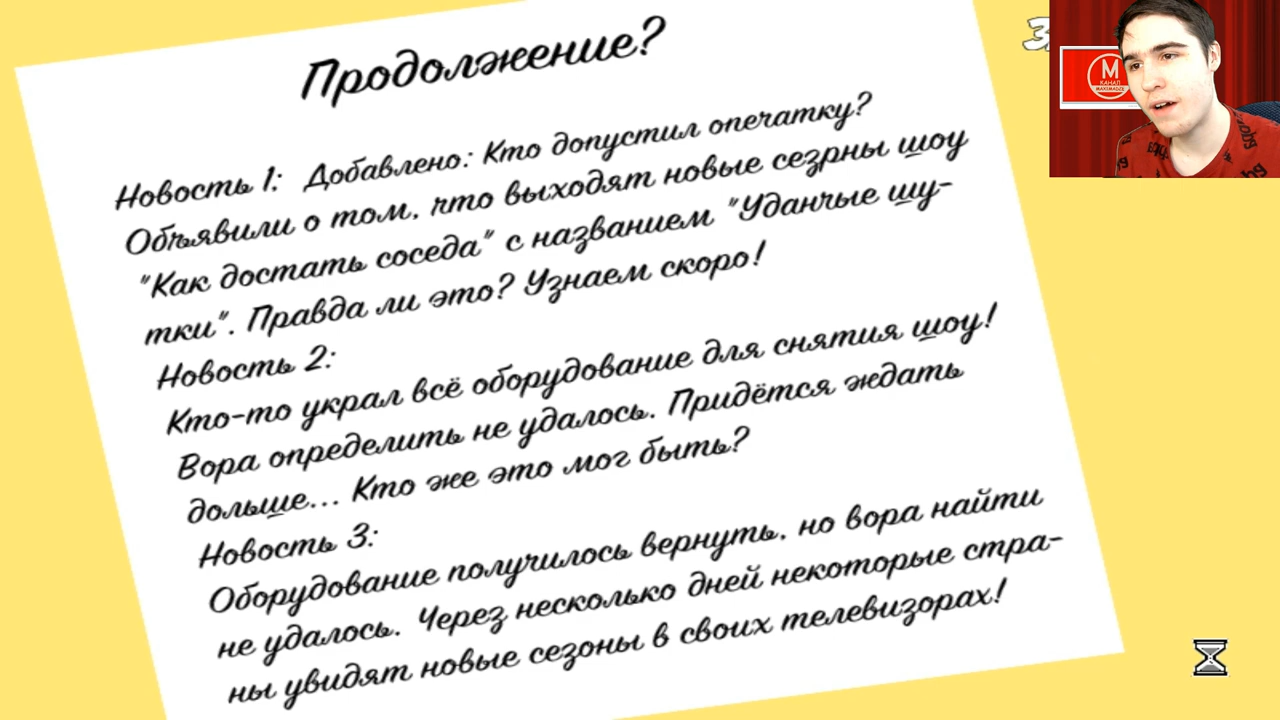 Продолжение?
Новость 1: Добавлено: Кто допустил опечатку?
Объявили о том, что выходят новые сезрны шоу
"Как достать соседа" с названием "Уданчые шу-
тки". Правда ли это? Узнаем скоро!
Новость 2:
Кто-то украл всё оборудование для снятия шоу!
Вора определить не удалось. Придётся ждать
дольше... Кто же это мог быть?
Новость 3:
Оборудование получилось вернуть, но вора найти
не удалось. Через несколько дней некоторые стра-
ны увидят новые сезоны в своих телевизорах!
М
КАНАЛ